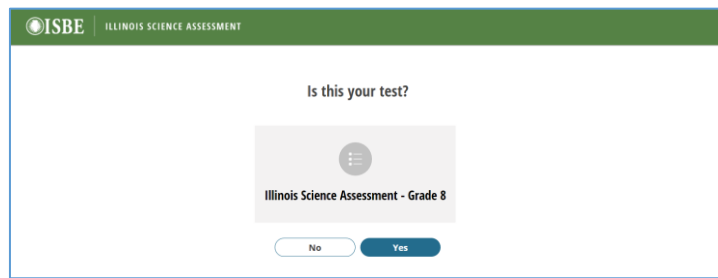 ISBE ILLINOIS SCIENCE ASSESSMENT
Is this your test?
Illinois Science Assessment - Grade 8
No Yes